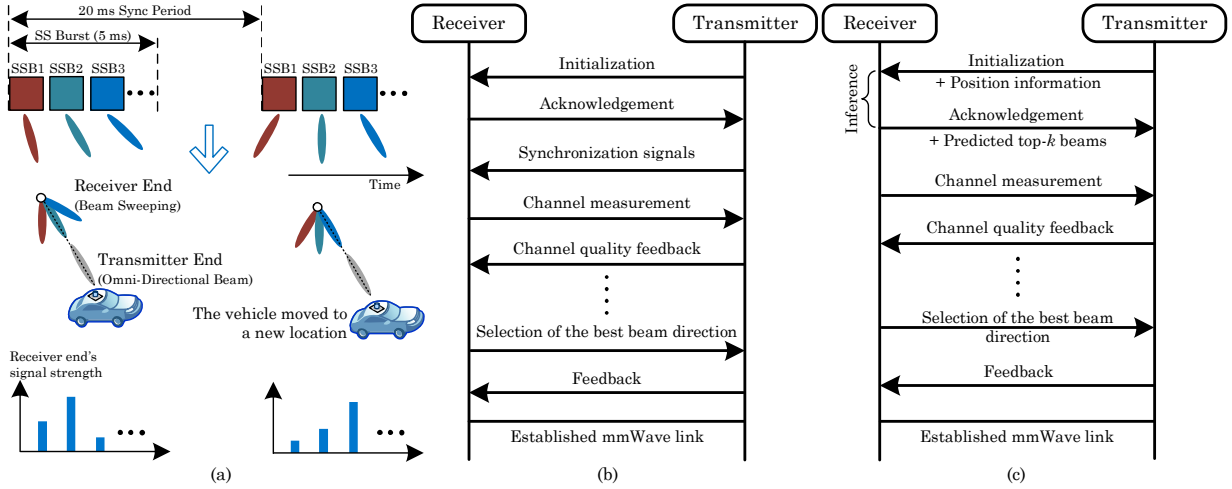 20 ms Sync Period
SS Burst (5 ms)
SSB1 SSB2 SSB3
SSB1 SSB2 SSB3
Time
Receiver End
(Beam Sweeping)
Transmitter End
(Omni-Directional Beam)
The vehicle moved to
a new location
Receiver end's
signal strength
(a)
Receiver
Transmitter
Initialization
Acknowledgement
Synchronization signals
Channel measurement
Channel quality feedback
Selection of the best beam direction
Feedback
Established mmWave link
(b)
Receiver
Transmitter
Inference
Initialization
+ Position information
Acknowledgement
+ Predicted top-k beams
Channel measurement
Channel quality feedback
Selection of the best beam
direction
Feedback
Established mmWave link
(c)